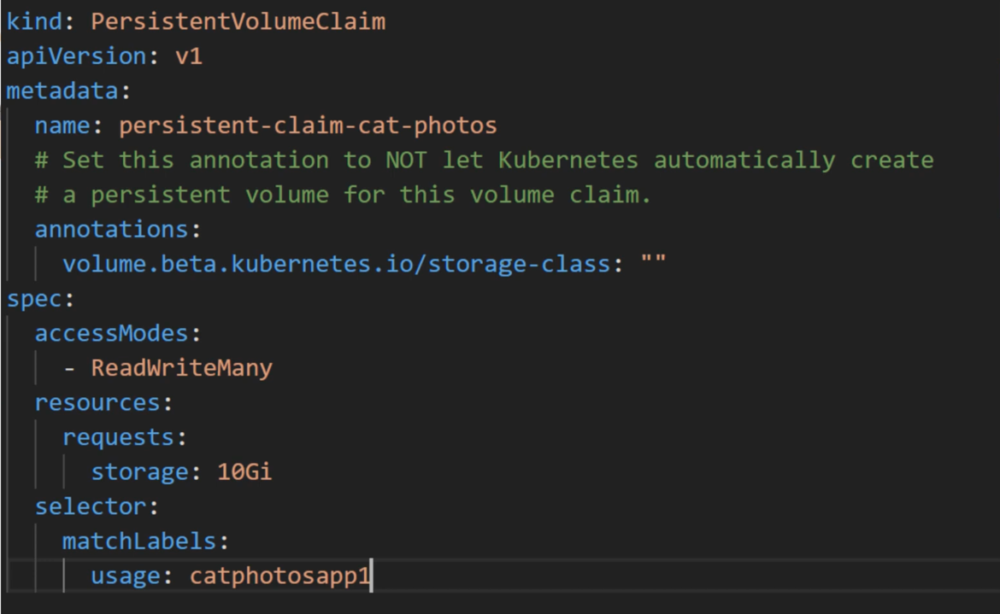 kind: PersistentVolumeClaim
apiVersion: v1
metadata:
  name: persistent-claim-cat-photos
  # Set this annotation to NOT let Kubernetes automatically create
  # a persistent volume for this volume claim.
  annotations:
    volume.beta.kubernetes.io/storage-class: ""
spec:
  accessModes:
    - ReadWriteMany
  resources:
    requests:
      storage: 10Gi
  selector:
    matchLabels:
      usage: catphotosapp1